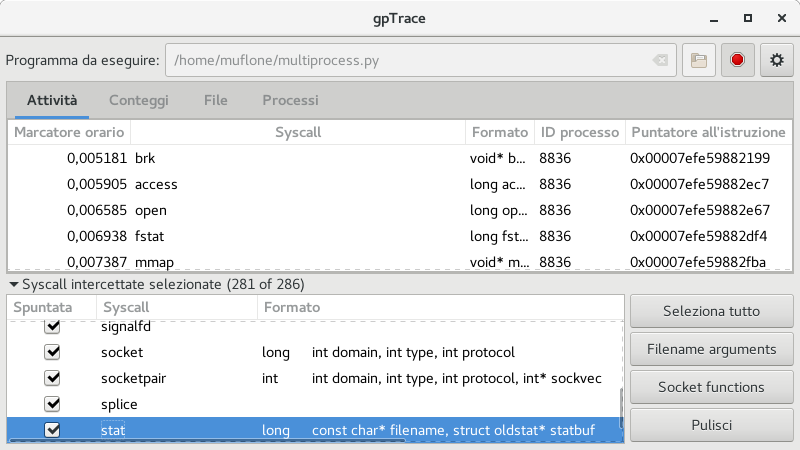 gpTrace
Programma da eseguire: /home/muflone/multiprocess.py
Attività Conteggi File Processi
Marcatore orario Syscall Formato ID processo Puntatore all'istruzione
0,005181 brk void* b... 8836 0x00007efe59882199
0,005905 access long ac... 8836 0x00007efe59882ec7
0,006585 open long op... 8836 0x00007efe59882e67
0,006938 fstat long fst... 8836 0x00007efe59882df4
0,007387 mmap void* m... 8836 0x00007efe59882fba
Syscall intercettate selezionate (281 of 286)
Spuntata Syscall Formato
signalfd
socket long int domain, int type, int protocol
socketpair int int domain, int type, int protocol, int* sockvec
splice
stat long const char* filename, struct oldstat* statbuf
Seleziona tutto
Filename arguments
Socket functions
Pulisci